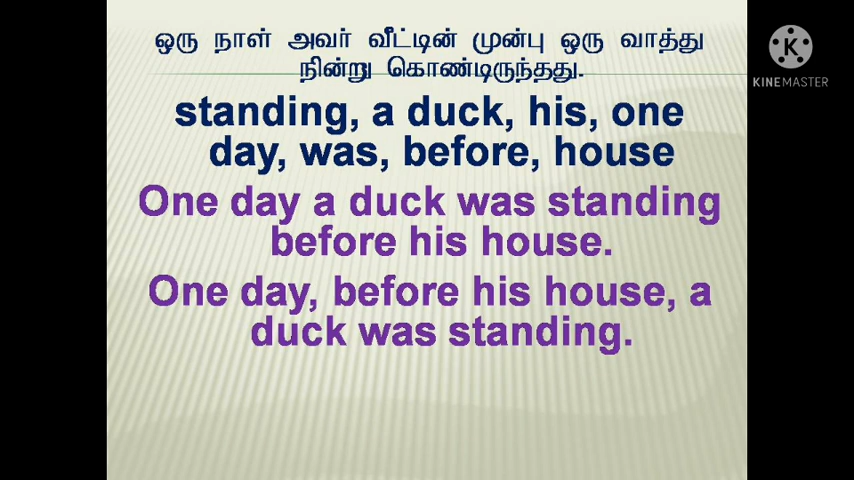 ஒரு நாள் அவர் வீட்டின் முன்பு ஒரு வாத்து
நின்று கொண்டிருந்தது.
standing, a duck, his, one
day, was, before, house
One day a duck was standing
before his house.
One day, before his house, a
duck was standing.
K
KINEMASTER